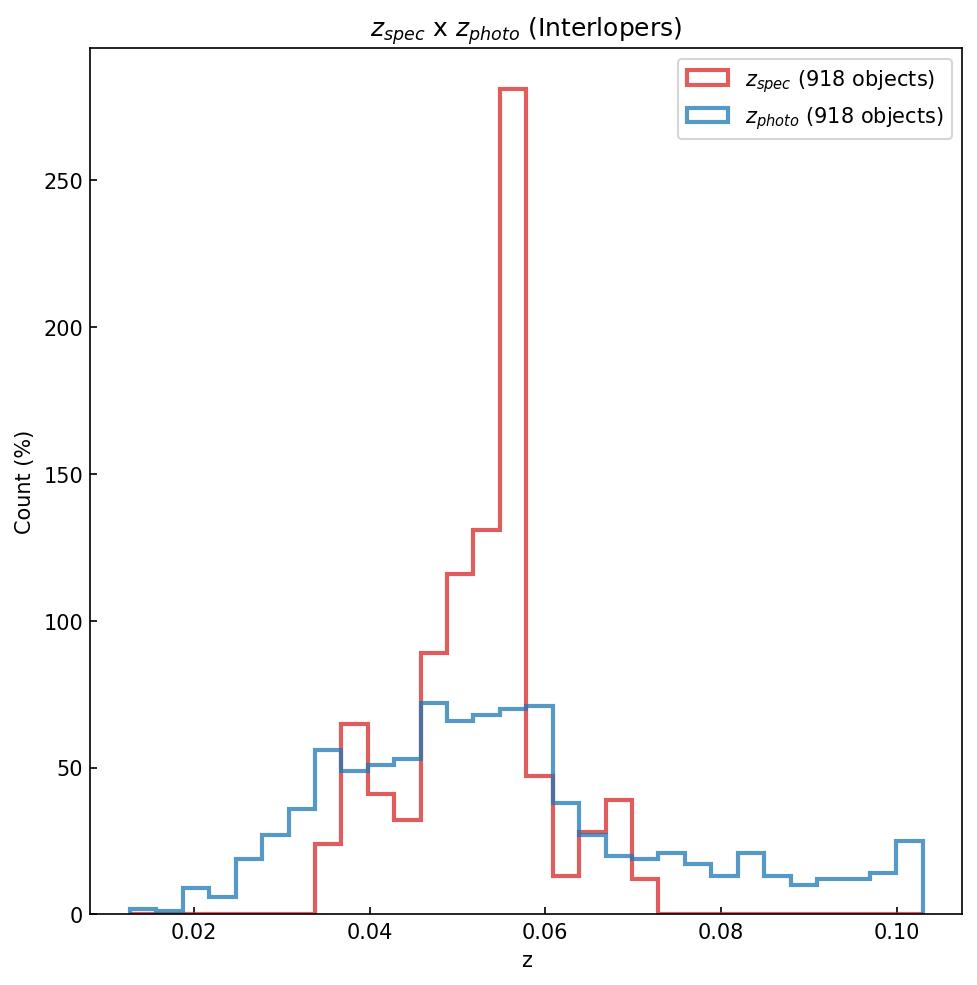 z_spec x z_photo (Interlopers)
z_spec (918 objects)
z_photo (918 objects)
Count (%)
250
200
150
100
50
0
0.02 0.04 0.06 0.08 0.10
z